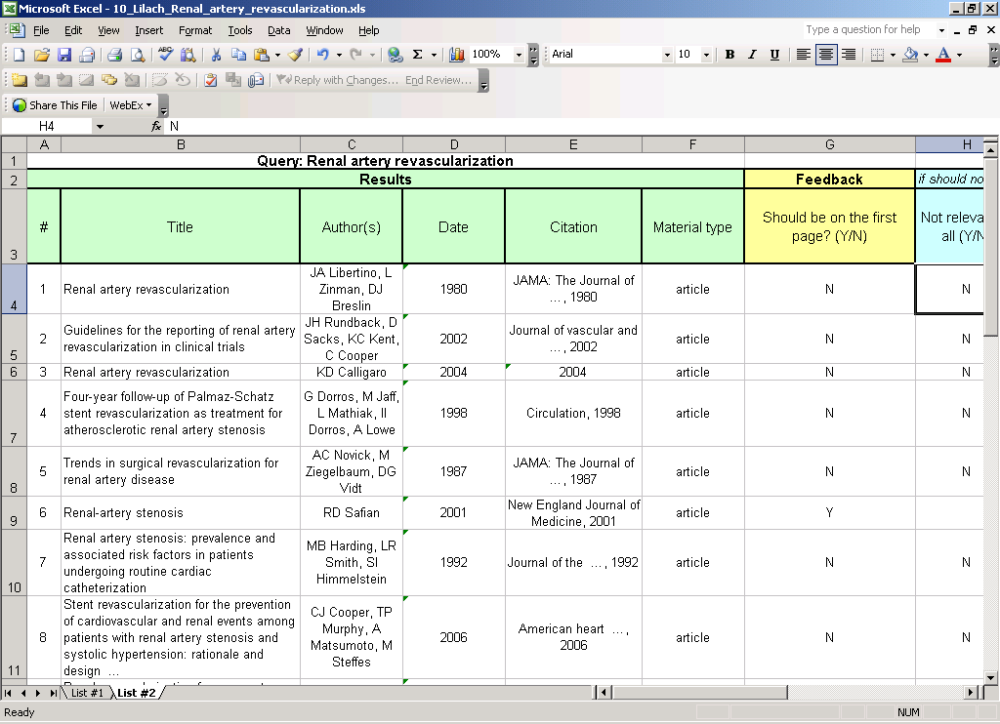 Microsoft Excel - 10_Lilach_Renal_artery_revascularization.xls
File Edit View Insert Format Tools Data Window Help
Type a question for help
100% Arial 10 B I U A
Reply with Changes... End Review...
Share This File WebEx
H4 fx N
A B C D E F G H
1 Query: Renal artery revascularization
2 Results Feedback if should no
3 # Title Author(s) Date Citation Material type
Should be on the first
page? (Y/N)
Not releva
all (Y/N
4 1 Renal artery revascularization
JA Libertino, L
Zinman, DJ
Breslin
1980
JAMA: The Journal of
..., 1980
article N N
5 2 Guidelines for the reporting of renal artery
revascularization in clinical trials
JH Rundback, D
Sacks, KC Kent,
C Cooper
2002
Journal of vascular and
..., 2002
article N N
6 3 Renal artery revascularization KD Calligaro 2004 2004 article N N
7 4 Four-year follow-up of Palmaz-Schatz
stent revascularization as treatment for
atherosclerotic renal artery stenosis
G Dorros, M Jaff,
L Mathiak, II
Dorros, A Lowe
1998 Circulation, 1998 article N N
8 5 Trends in surgical revascularization for
renal artery disease
AC Novick, M
Ziegelbaum, DG
Vidt
1987
JAMA: The Journal of
..., 1987
article N N
9 6 Renal-artery stenosis RD Safian 2001
New England Journal of
Medicine, 2001
article Y
10 7 Renal artery stenosis: prevalence and
associated risk factors in patients
undergoing routine cardiac
catheterization
MB Harding, LR
Smith, SI
Himmelstein
1992 Journal of the ..., 1992 article N N
11 8 Stent revascularization for the prevention
of cardiovascular and renal events among
patients with renal artery stenosis and
systolic hypertension: rationale and
design ...
CJ Cooper, TP
Murphy, A
Matsumoto, M
Steffes
2006
American heart ...,
2006
article N N
List #1 List #2
Ready NUM